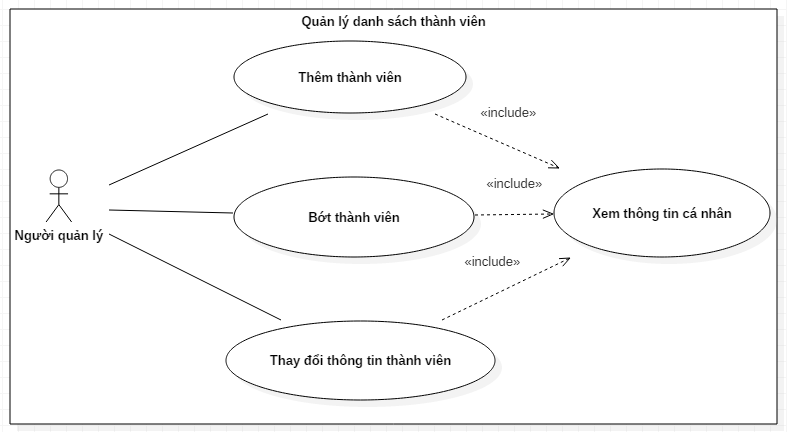 Quản lý danh sách thành viên
Thêm thành viên
«include»
«include»
Người quản lý
Bớt thành viên
Xem thông tin cá nhân
«include»
Thay đổi thông tin thành viên